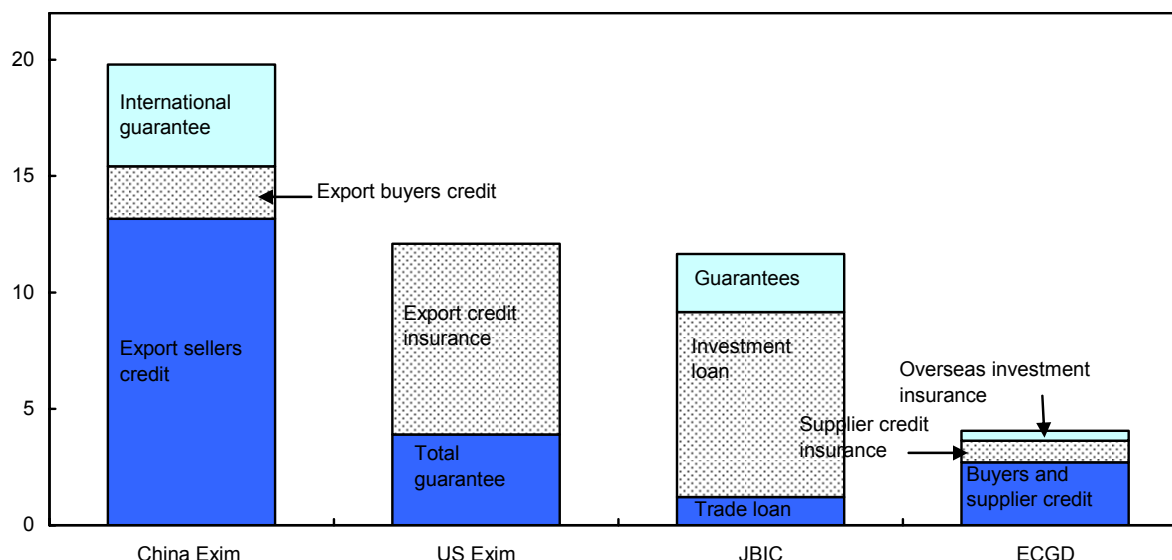 20
15
10
5
0
International
guarantee
Export buyers credit
Export sellers
credit
Export credit
insurance
Total
guarantee
Guarantees
Investment
loan
Trade loan
Overseas investment
insurance
Supplier credit
insurance
Buyers and
supplier credit
China Exim
US Exim
JBIC
ECGD